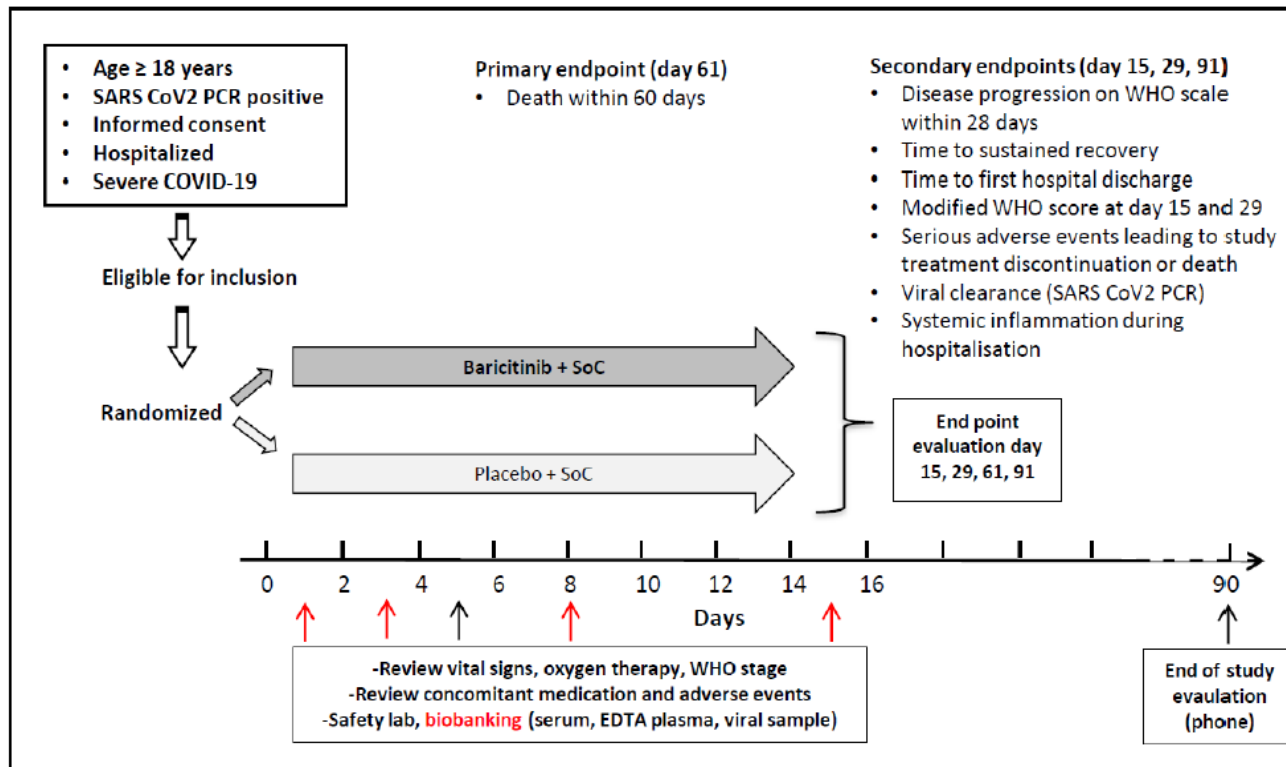 • Age ≥ 18 years
• SARS CoV2 PCR positive
• Informed consent
• Hospitalized
• Severe COVID-19
Eligible for inclusion
Randomized
Primary endpoint (day 61)
• Death within 60 days
Secondary endpoints (day 15, 29, 91)
• Disease progression on WHO scale
within 28 days
• Time to sustained recovery
• Time to first hospital discharge
• Modified WHO score at day 15 and 29
• Serious adverse events leading to study
treatment discontinuation or death
• Viral clearance (SARS CoV2 PCR)
• Systemic inflammation during
hospitalisation
Baricitinib + SoC
Placebo + SoC
End point
evaluation day
15, 29, 61, 91
0 2 4 6 8 10 12 14 16 90
Days
-Review vital signs, oxygen therapy, WHO stage
-Review concomitant medication and adverse events
-Safety lab, biobanking (serum, EDTA plasma, viral sample)
End of study
evaulation
(phone)